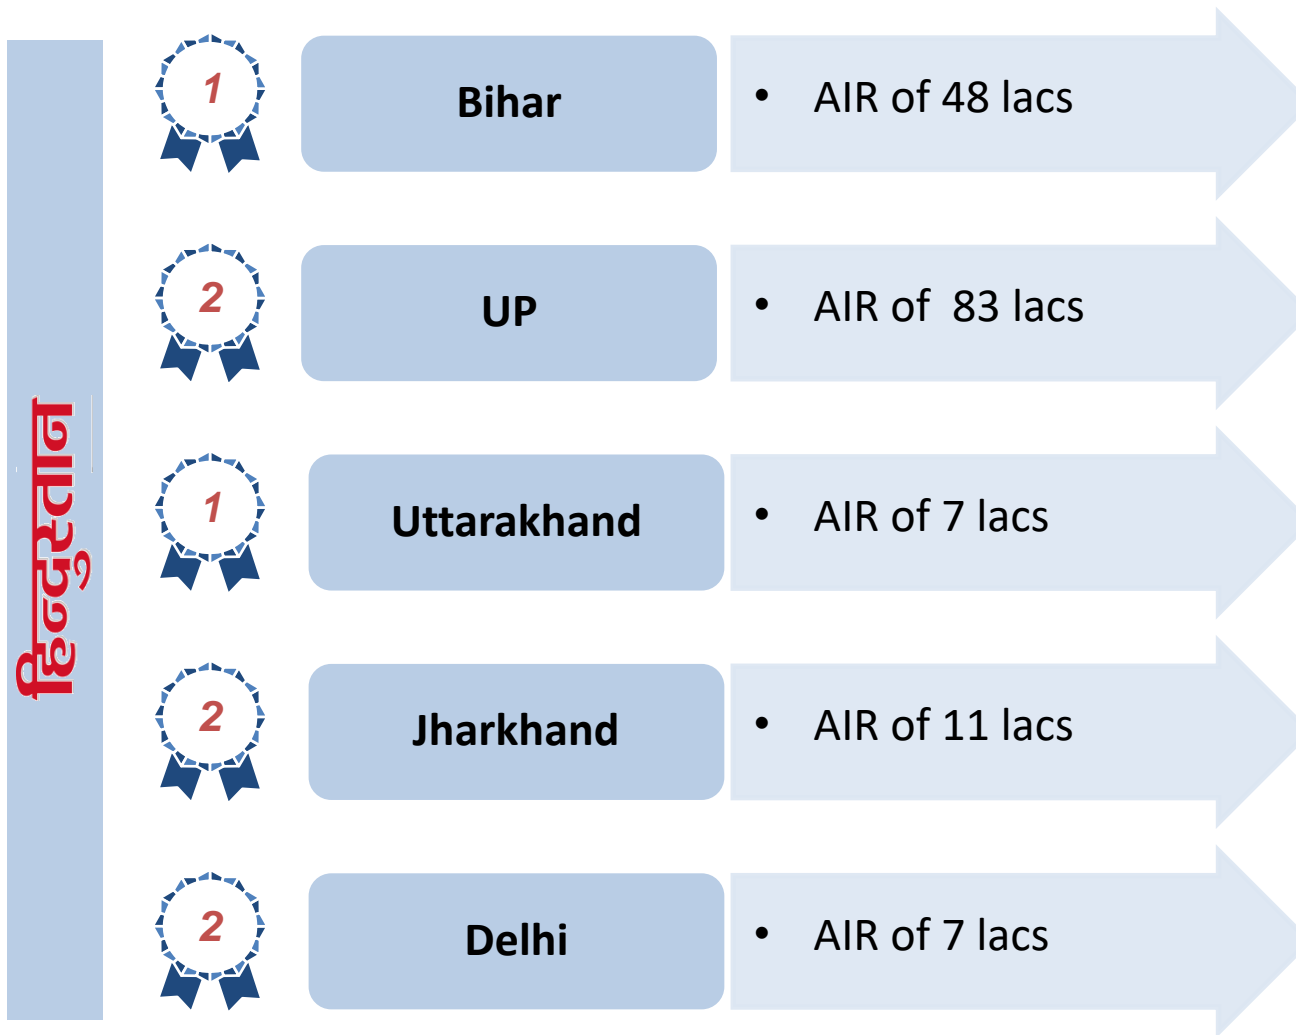 हिन्दुस्तान
1
Bihar
• AIR of 48 lacs
2
UP
• AIR of  83 lacs
1
Uttarakhand
• AIR of 7 lacs
2
Jharkhand
• AIR of 11 lacs
2
Delhi
• AIR of 7 lacs